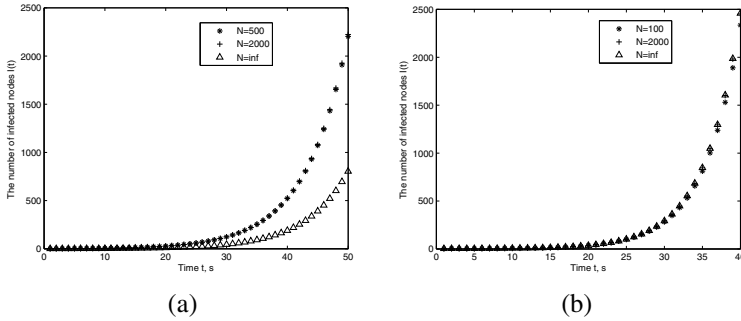 2500
2000
1500
1000
500
0
0
10
20
30
40
50
The number of infected nodes I(t)
Time t, s
N=500
N=2000
N=inf
(a)
2500
2000
1500
1000
500
0
0
5
10
15
20
25
30
35
40
The number of infected nodes I(t)
Time t, s
N=100
N=2000
N=inf
(b)